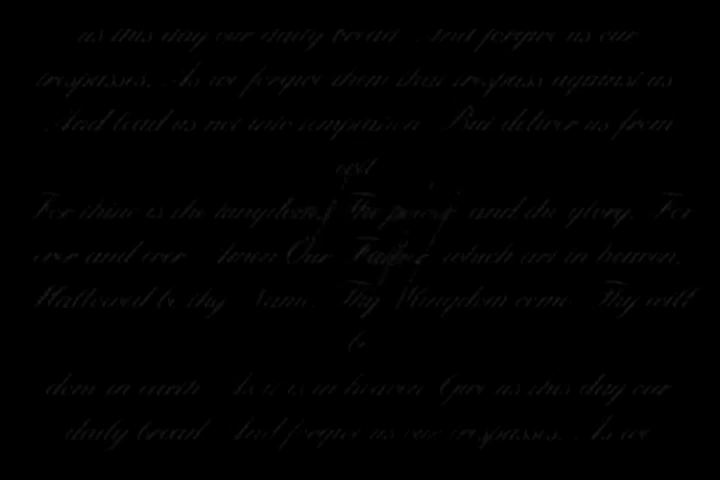 us this day our daily bread. And forgive us our
trespasses. As we forgive them that trespass against us
And lead us not into temptation But deliver us from
evil
For thine is the kingdom, The power and the glory. For
ever and ever Amen Our Father which art in heaven.
Hallowed be thy Name. Thy Kingdom come Thy will
be
done in earth As it is in heaven Give us this day our
daily bread And forgive us our trespasses. As we